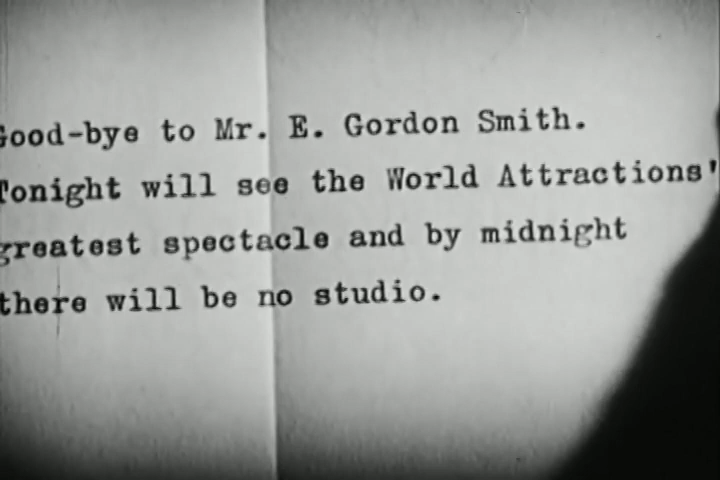 Good-bye to Mr. E. Gordon Smith.
Tonight will see the World Attractions'
greatest spectacle and by midnight
there will be no studio.